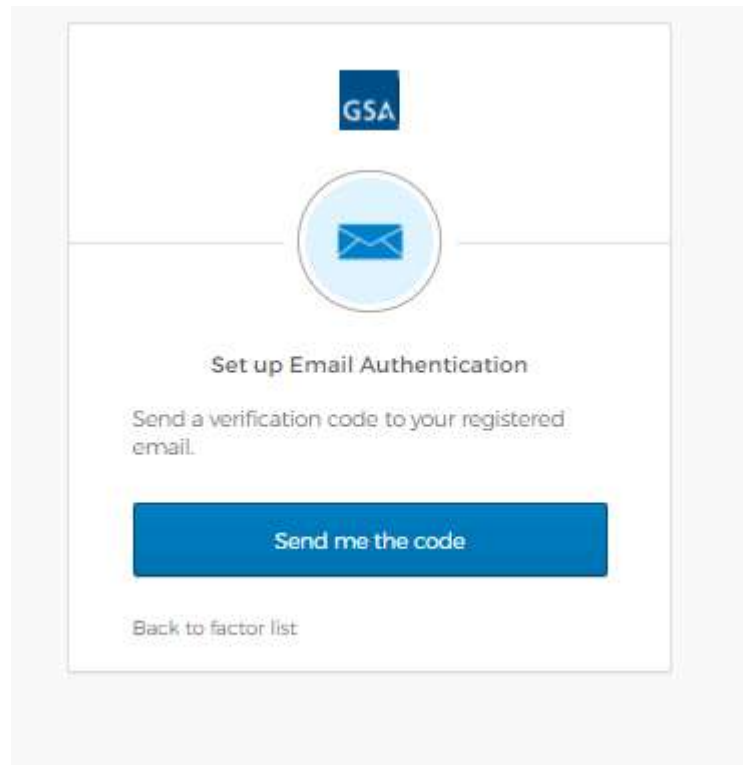 GSA
Set up Email Authentication
Send a verification code to your registered
email.
Send me the code
Back to factor list